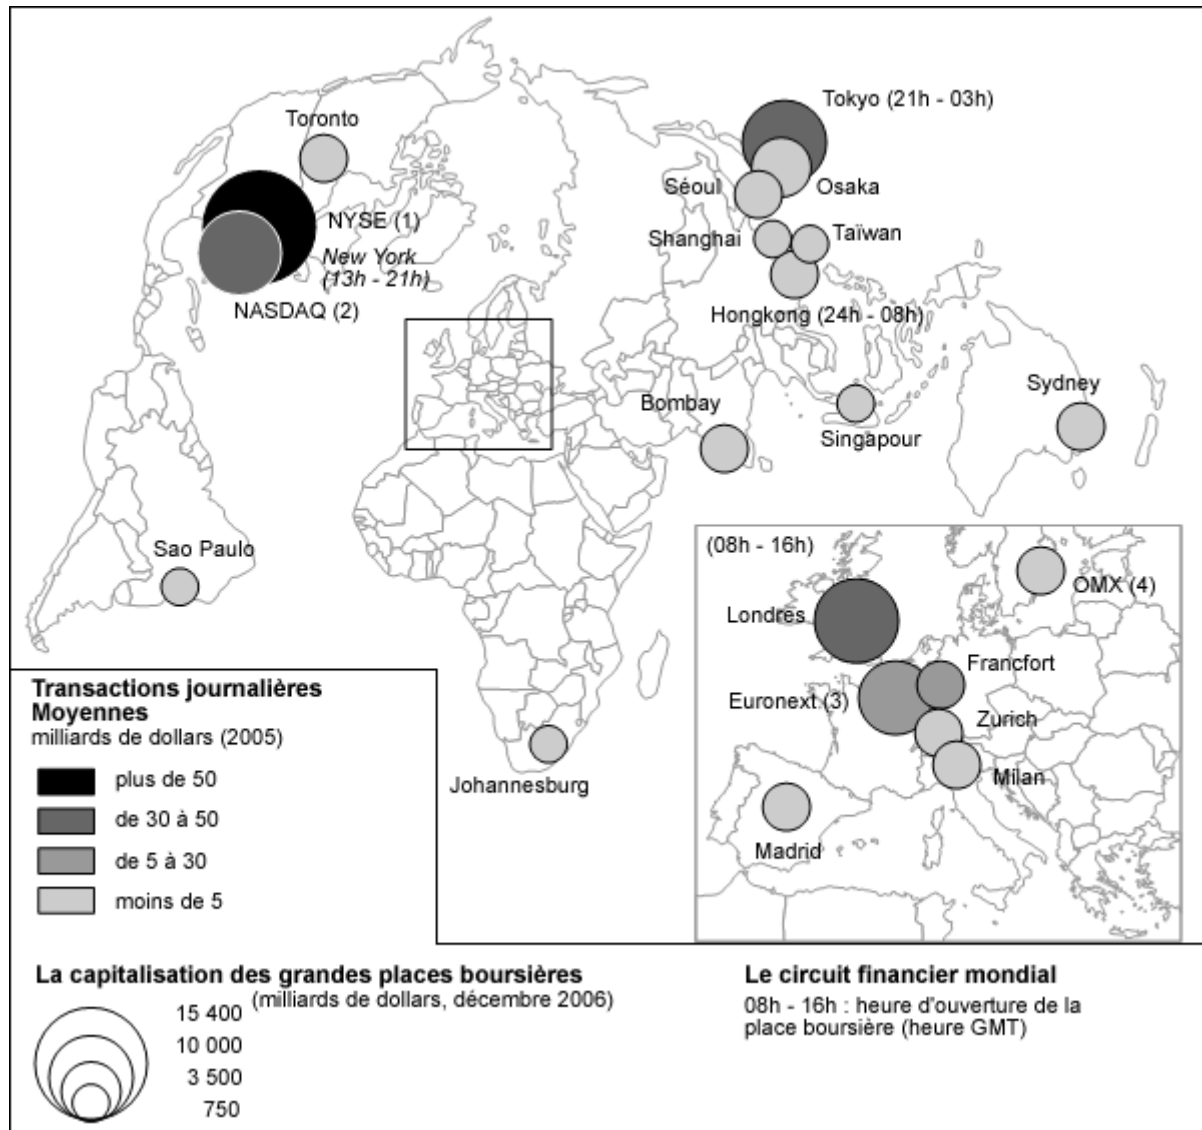 Tokyo (21h - 03h)
Toronto
Séoul
Osaka
NYSE (1)
Shanghai
Taïwan
New York
(13h - 21h)
NASDAQ (2)
Hongkong (24h - 08h)
Bombay
Sydney
Singapour
Sao Paulo
(08h - 16h)
OMX (4)
Londres
Francfort
Euronext (3)
Zurich
Milan
Madrid
Johannesburg
Transactions journalières
Moyennes
milliards de dollars (2005)
plus de 50
de 30 à 50
de 5 à 30
moins de 5
La capitalisation des grandes places boursières
(milliards de dollars, décembre 2006)
15 400
10 000
3 500
750
Le circuit financier mondial
08h - 16h : heure d'ouverture de la
place boursière (heure GMT)